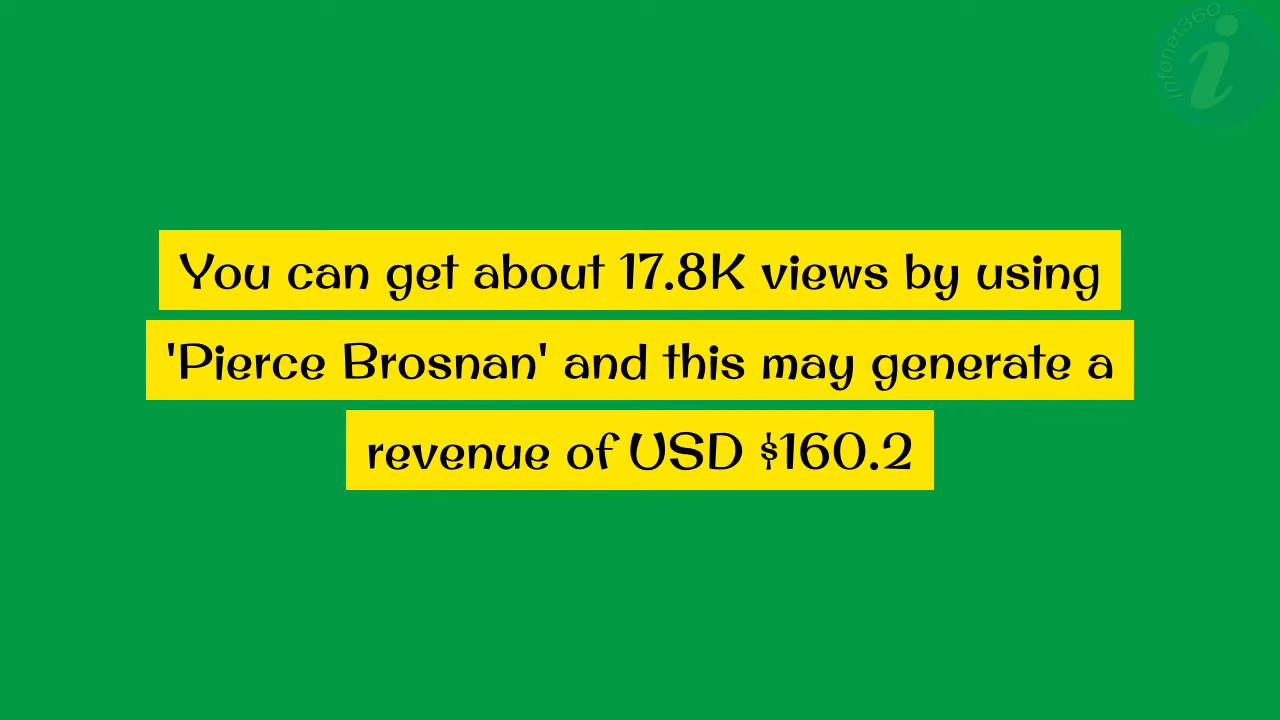 infonet360
i
You can get about 17.8K views by using
'Pierce Brosnan' and this may generate a
revenue of USD $160.2